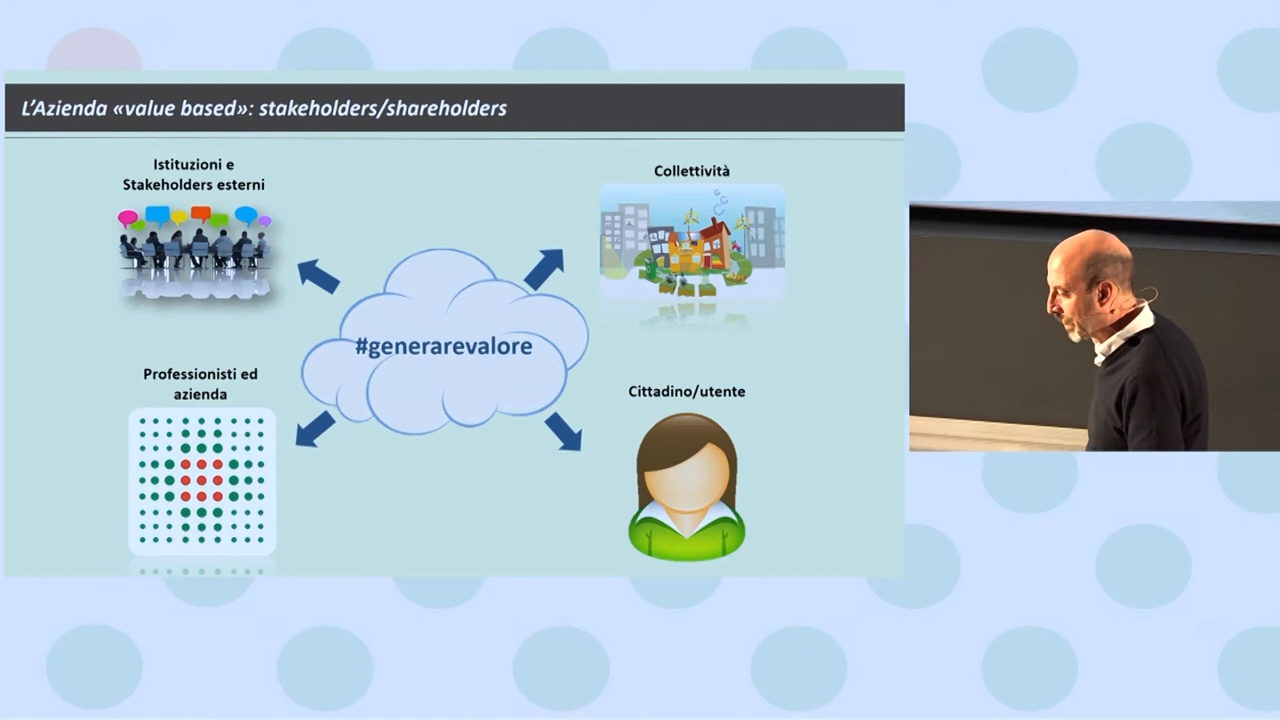 L'Azienda «value based»: stakeholders/shareholders
Istituzioni e
Stakeholders esterni
Collettività
#generarevalore
Professionisti ed
azienda
Cittadino/utente